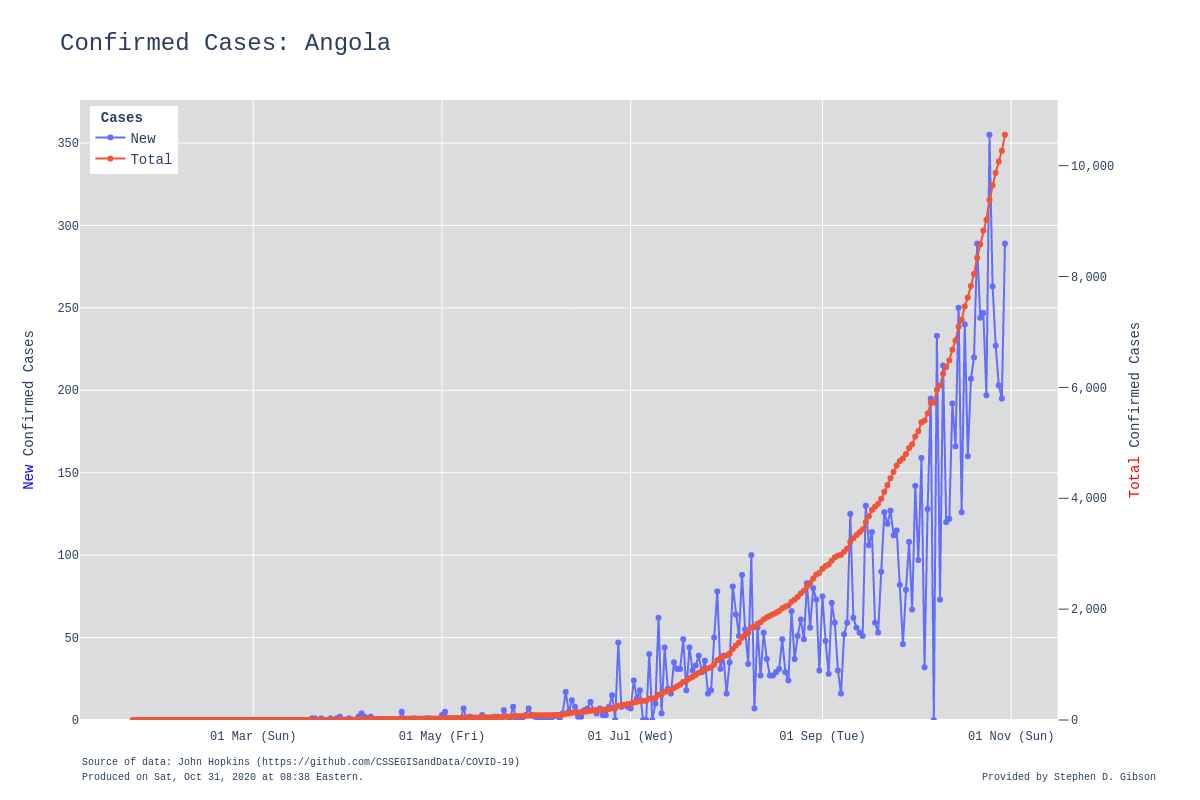 Confirmed Cases: Angola
Cases
New
Total
350
300
250
200
150
100
50
0
New Confirmed Cases
10,000
8,000
6,000
4,000
2,000
0
Total Confirmed Cases
01 Mar (Sun)
01 May (Fri)
01 Jul (Wed)
01 Sep (Tue)
01 Nov (Sun)
Source of data: John Hopkins (https://github.com/CSSEGISandData/COVID-19)
Produced on Sat, Oct 31, 2020 at 08:38 Eastern.
Provided by Stephen D. Gibson